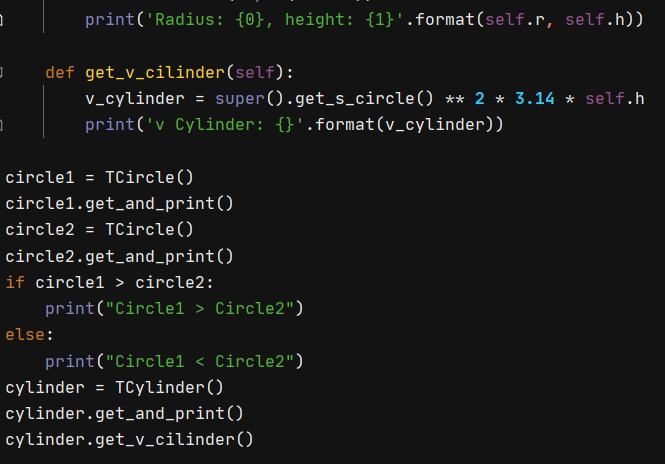 print('Radius: {0}, height: {1}'.format(self.r, self.h))
def get_v_cilinder(self):
v_cylinder = super().get_s_circle() ** 2 * 3.14 * self.h
print('v Cylinder: {}'.format(v_cylinder))
circle1 = TCircle()
circle1.get_and_print()
circle2 = TCircle()
circle2.get_and_print()
if circle1 > circle2:
print("Circle1 > Circle2")
else:
print("Circle1 < Circle2")
cylinder = TCylinder()
cylinder.get_and_print()
cylinder.get_v_cilinder()